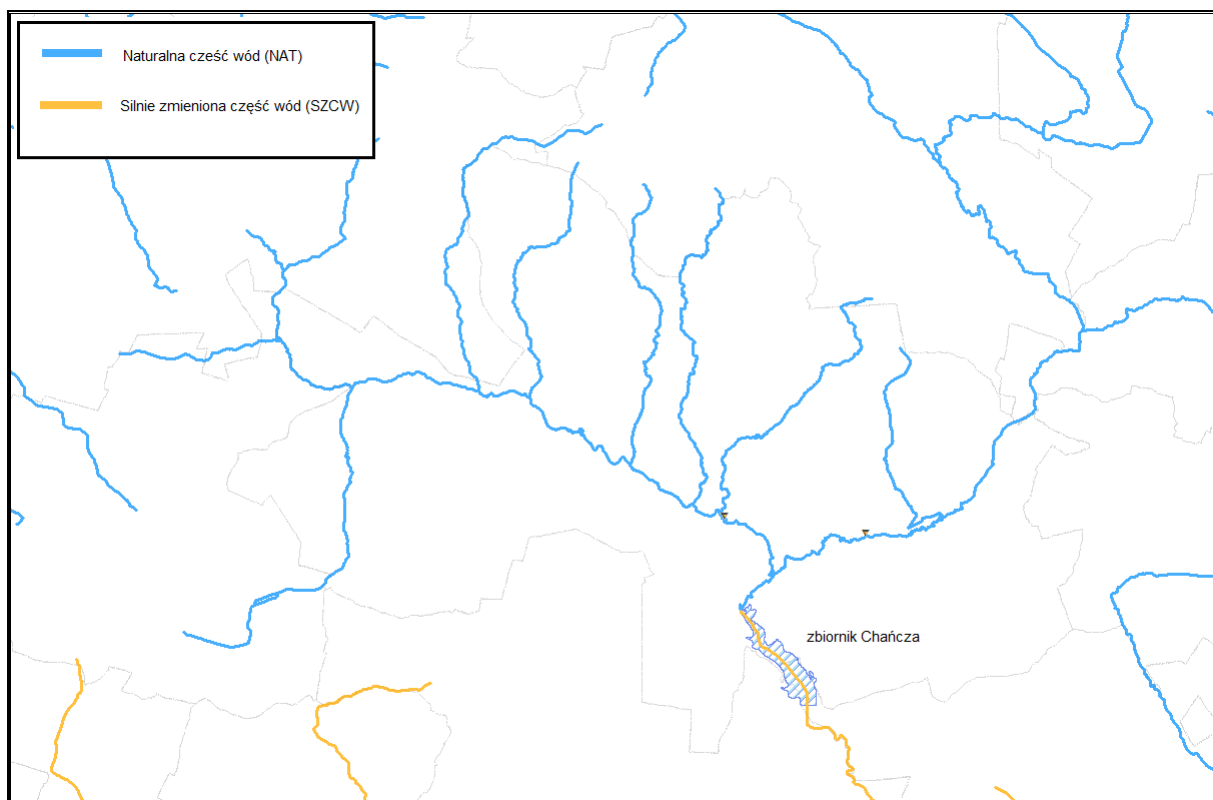 Naturalna cześć wód (NAT)
Silnie zmieniona część wód (SZCW)
zbiornik Chańcza